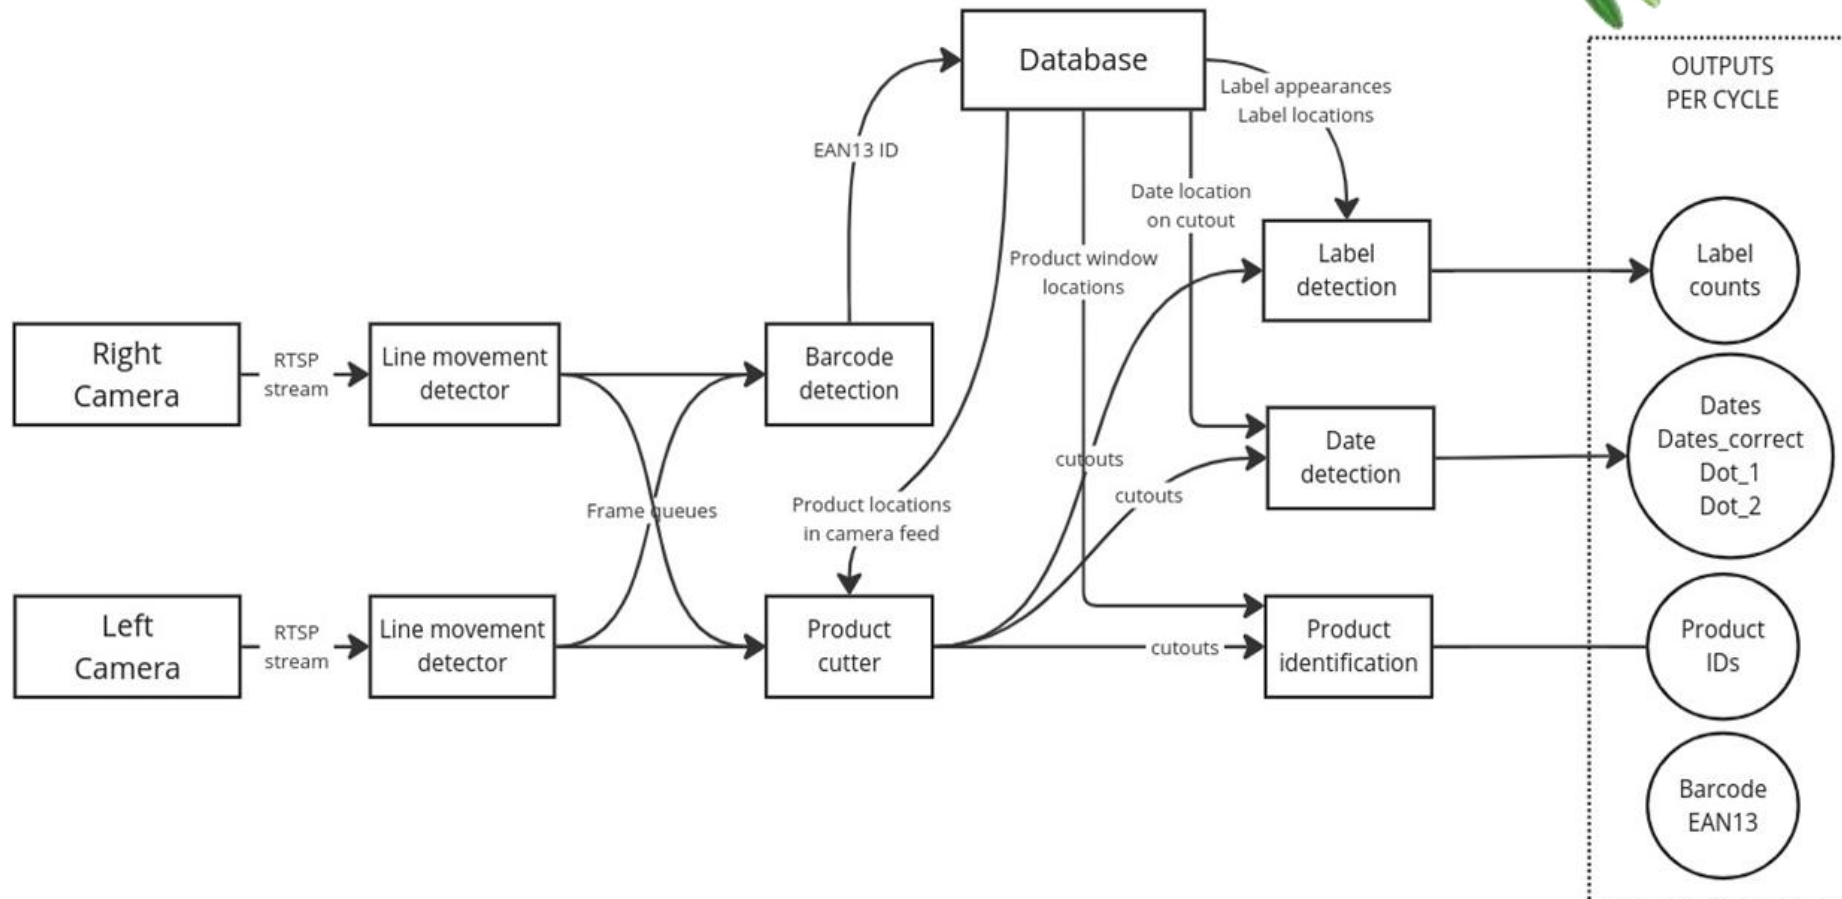 Database
Label appearances
Label locations
OUTPUTS
PER CYCLE
EAN13 ID
Date location
on cutout
Product window
locations
Label
detection
Label
counts
Right
Camera
RTSP
stream
Line movement
detector
Barcode
detection
Date
detection
Dates
Dates_correct
Dot_1
Dot_2
cutouts
cutouts
Frame queues
Product locations
in camera feed
Left
Camera
RTSP
stream
Line movement
detector
Product
cutter
cutouts
Product
identification
Product
IDs
Barcode
EAN13